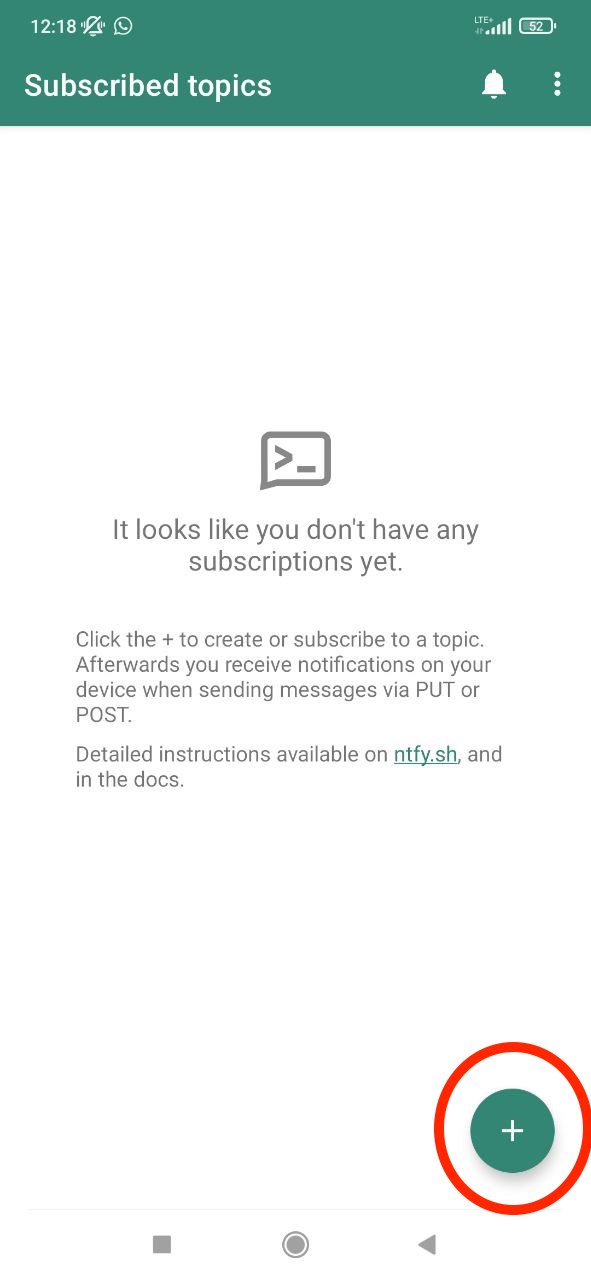 12:18 LTE+ 52
Subscribed topics
It looks like you don't have any
subscriptions yet.
Click the + to create or subscribe to a topic.
Afterwards you receive notifications on your
device when sending messages via PUT or
POST.
Detailed instructions available on ntfy.sh, and
in the docs.
+